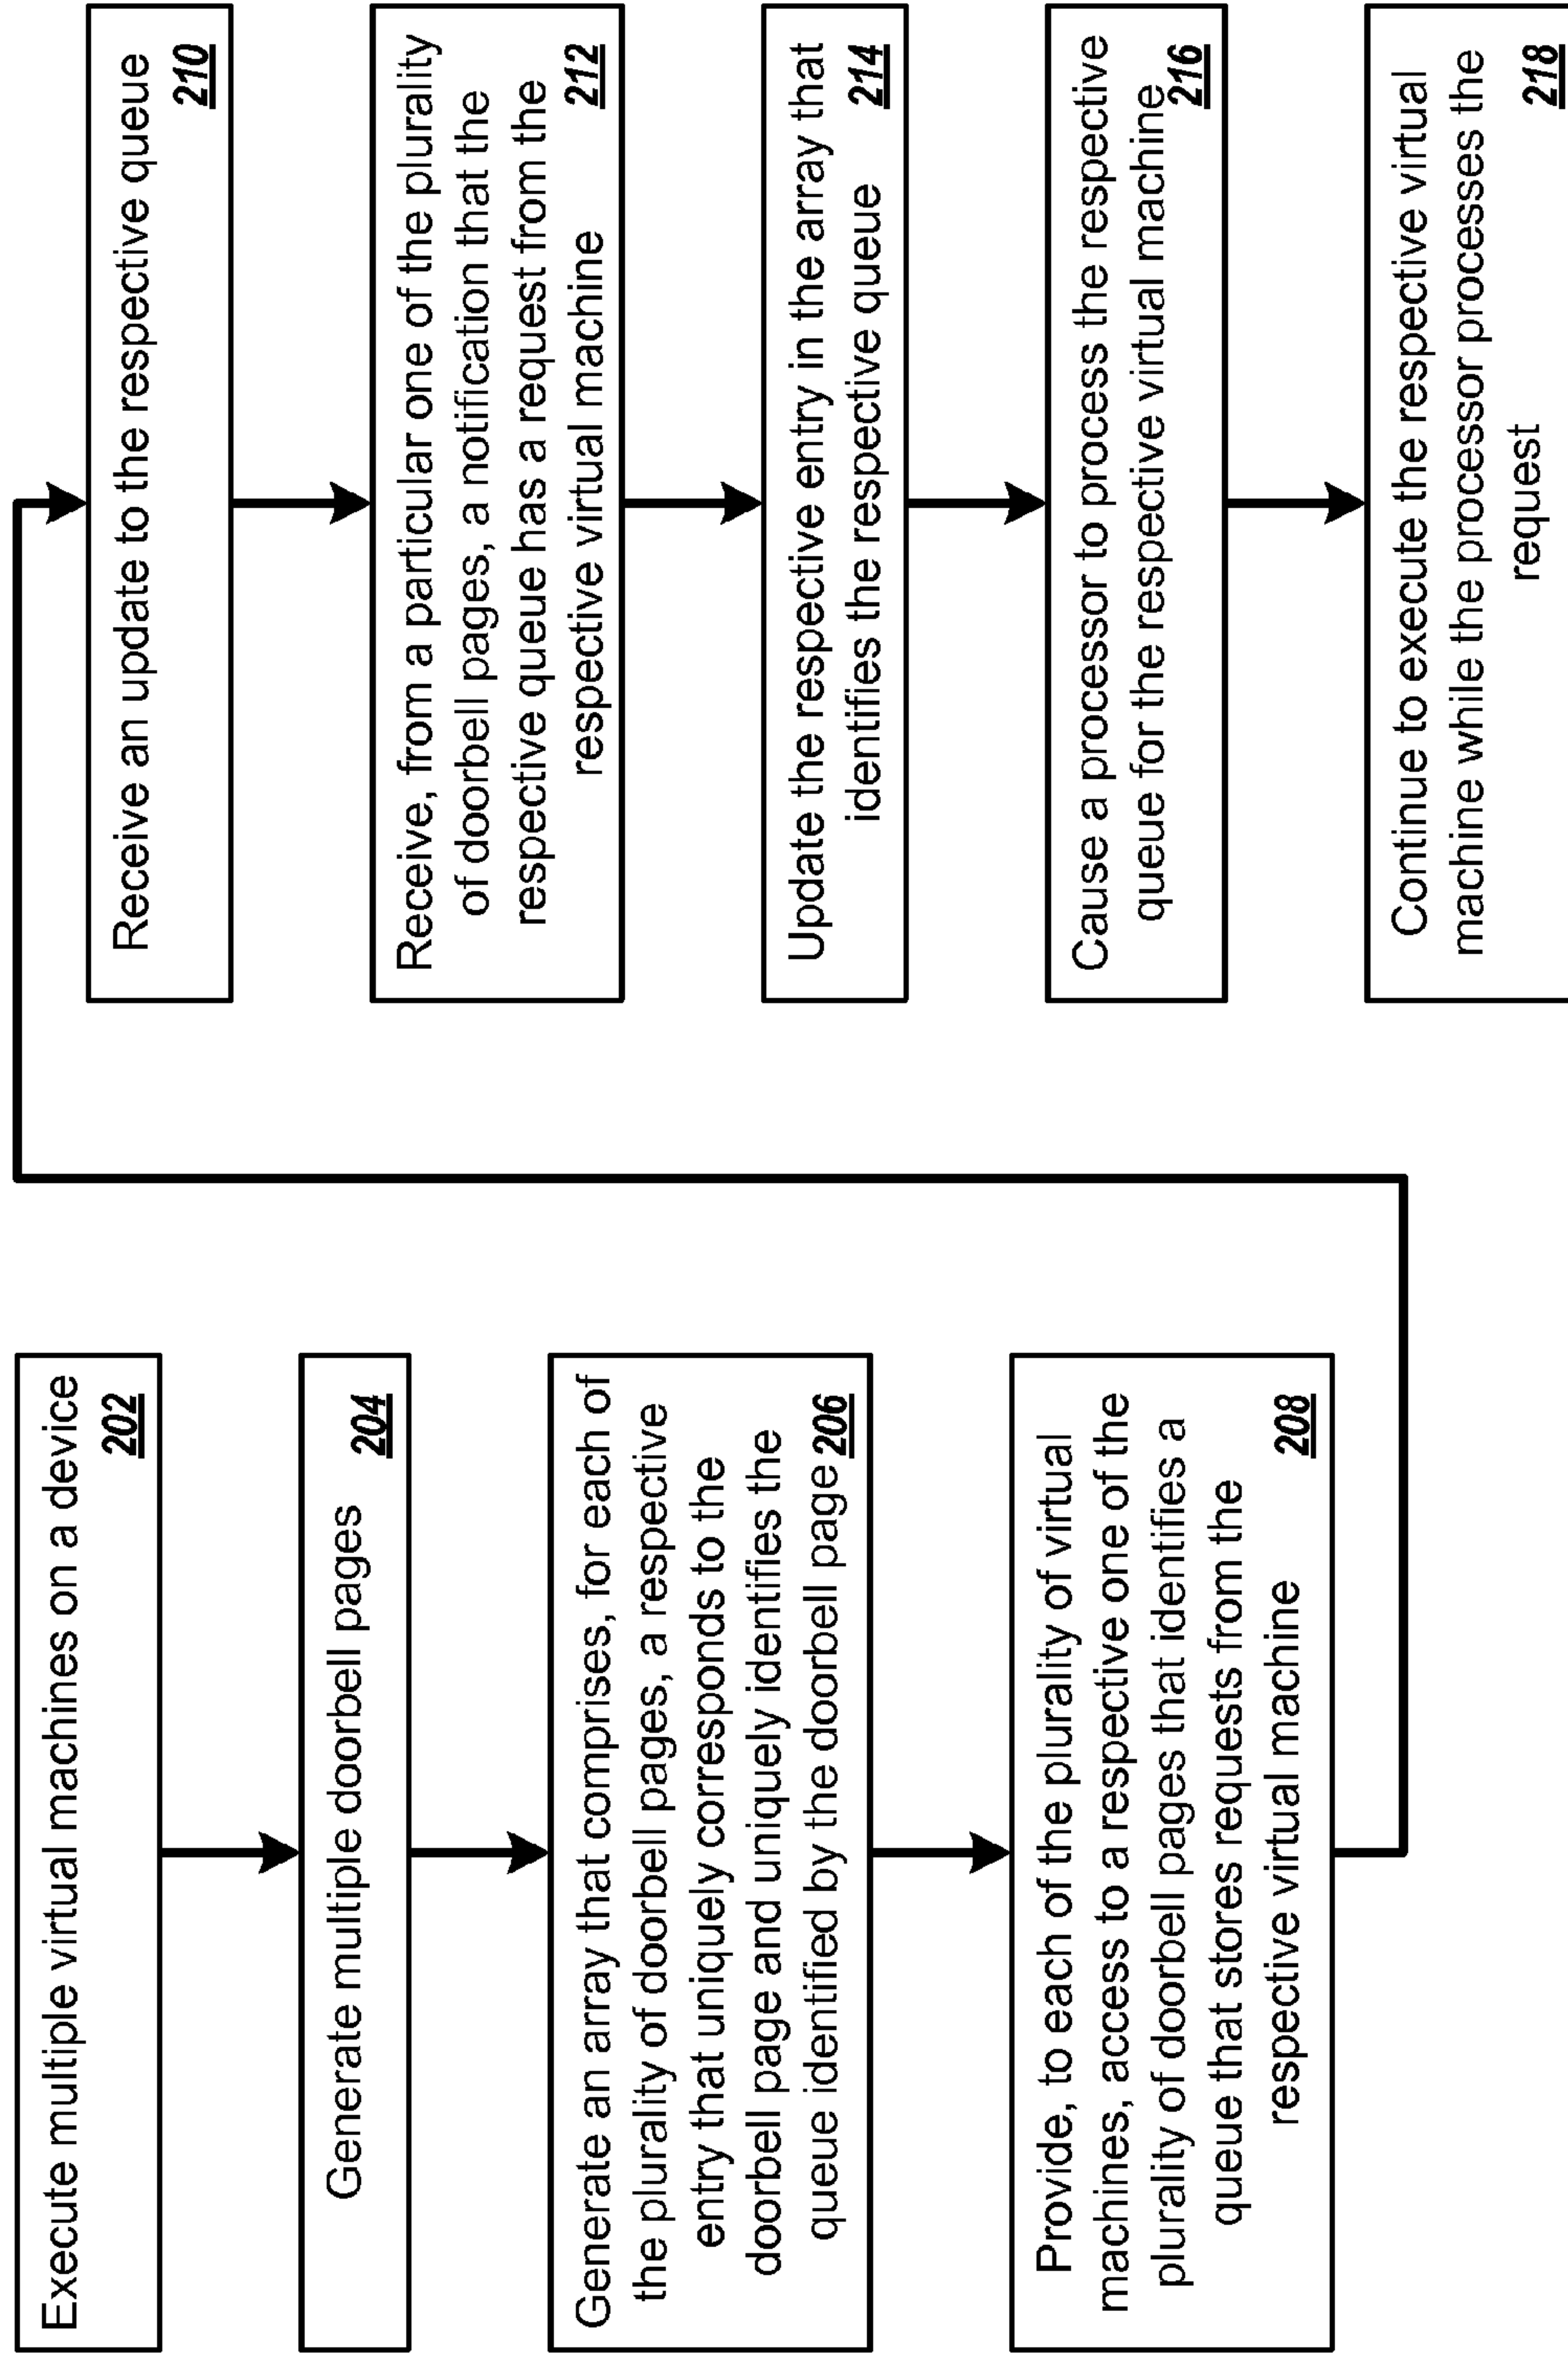 Execute multiple virtual machines on a device
202
Generate multiple doorbell pages
204
Generate an array that comprises, for each of
the plurality of doorbell pages, a respective
entry that uniquely corresponds to the
doorbell page and uniquely identifies the
queue identified by the doorbell page 206
Provide, to each of the plurality of virtual
machines, access to a respective one of the
plurality of doorbell pages that identifies a
queue that stores requests from the
respective virtual machine
208
Receive an update to the respective queue
210
Receive, from a particular one of the plurality
of doorbell pages, a notification that the
respective queue has a request from the
respective virtual machine
212
Update the respective entry in the array that
identifies the respective queue
214
Cause a processor to process the respective
queue for the respective virtual machine
216
Continue to execute the respective virtual
machine while the processor processes the
request
218